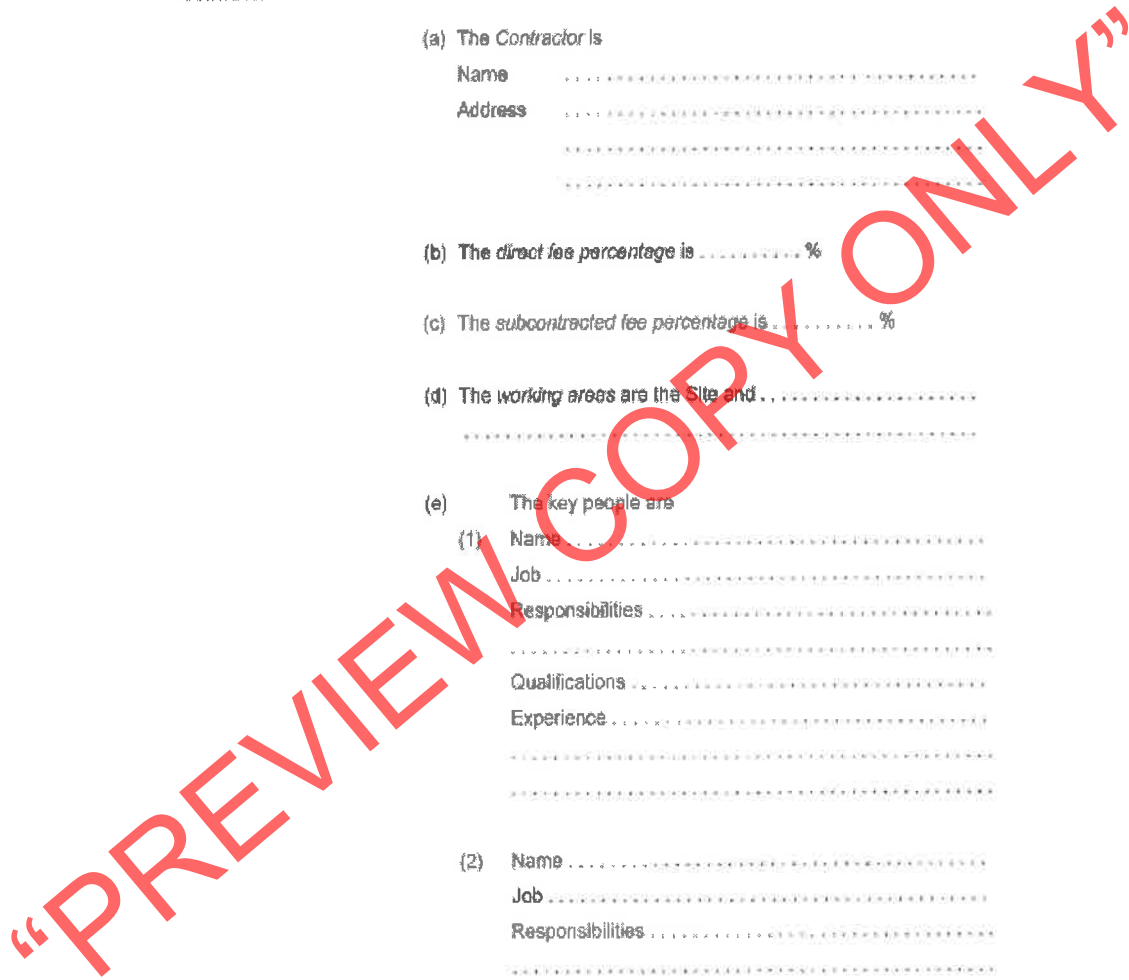 (a) The Contractor is
Name ..........................................
Address ..........................................
..........................................
..........................................
(b) The direct fee percentage is ............ %
(c) The subcontracted fee percentage is ............ %
(d) The working areas are the Site and ......................
..................................................
(e) The key people are
(1) Name ..........................................
Job ..........................................
Responsibilities ..................................
..................................................
Qualifications ..................................
Experience ..................................
..................................................
..................................................
(2) Name ..........................................
Job ..........................................
Responsibilities ..................................
..................................................
“PREVIEW COPY ONLY”